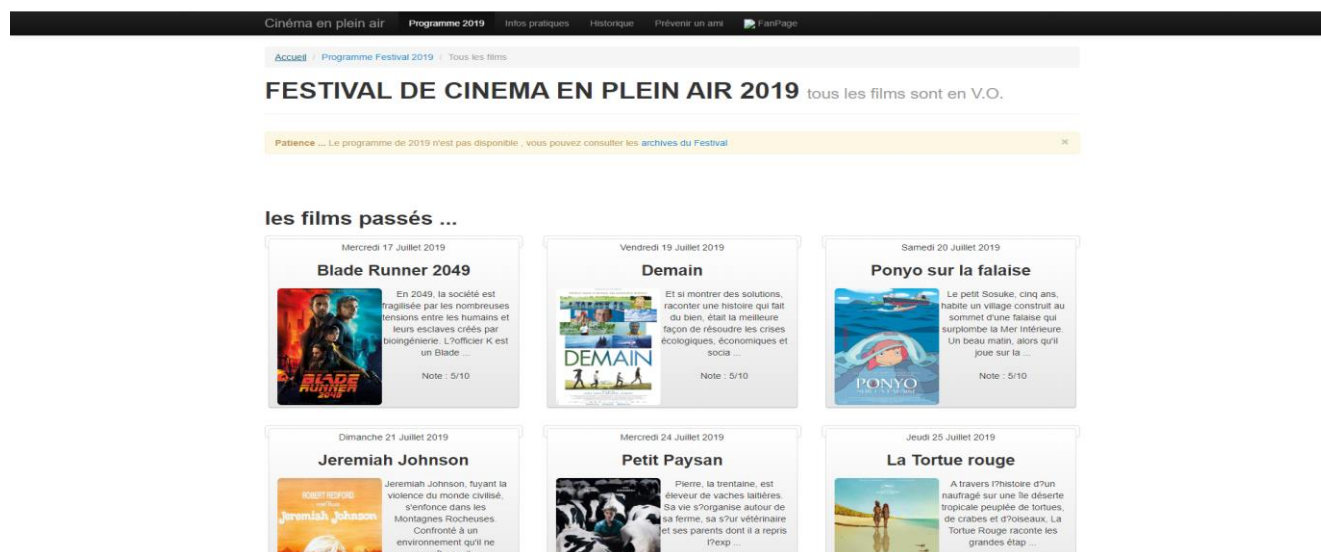 Cinéma en plein air Programme 2019 Infos pratiques Historique Prévenir un ami FanPage
Accueil / Programme Festival 2019 / Tous les films
FESTIVAL DE CINEMA EN PLEIN AIR 2019 tous les films sont en V.O.
Patience ... Le programme de 2019 n'est pas disponible , vous pouvez consulter les archives du Festival ×
les films passés ...
Mercredi 17 Juillet 2019
Blade Runner 2049
En 2049, la société est
fragilisée par les nombreuses
tensions entre les humains et
leurs esclaves créés par
bioingénierie. L?officier K est
un Blade ...
Note : 5/10
BLADE
RUNNER
2049
Vendredi 19 Juillet 2019
Demain
Et si montrer des solutions,
raconter une histoire qui fait
du bien, était la meilleure
façon de résoudre les crises
écologiques, économiques et
socia ...
Note : 5/10
DEMAIN
Samedi 20 Juillet 2019
Ponyo sur la falaise
Le petit Sosuke, cinq ans,
habite un village construit au
sommet d'une falaise qui
surplombe la Mer Intérieure.
Un beau matin, alors qu'il
joue sur la ...
Note : 5/10
PONYO
Dimanche 21 Juillet 2019
Jeremiah Johnson
Jeremiah Johnson, fuyant la
violence du monde civilisé,
s'enfonce dans les
Montagnes Rocheuses.
Confronté à un
environnement qu'il ne
ROBERT REDFORD
Jeremiah Johnson
Mercredi 24 Juillet 2019
Petit Paysan
Pierre, la trentaine, est
éleveur de vaches laitières.
Sa vie s?organise autour de
sa ferme, sa s?ur vétérinaire
et ses parents dont il a repris
l?exp ...
Jeudi 25 Juillet 2019
La Tortue rouge
A travers l?histoire d?un
naufragé sur une île déserte
tropicale peuplée de tortues,
de crabes et d?oiseaux, La
Tortue Rouge raconte les
grandes étap ...